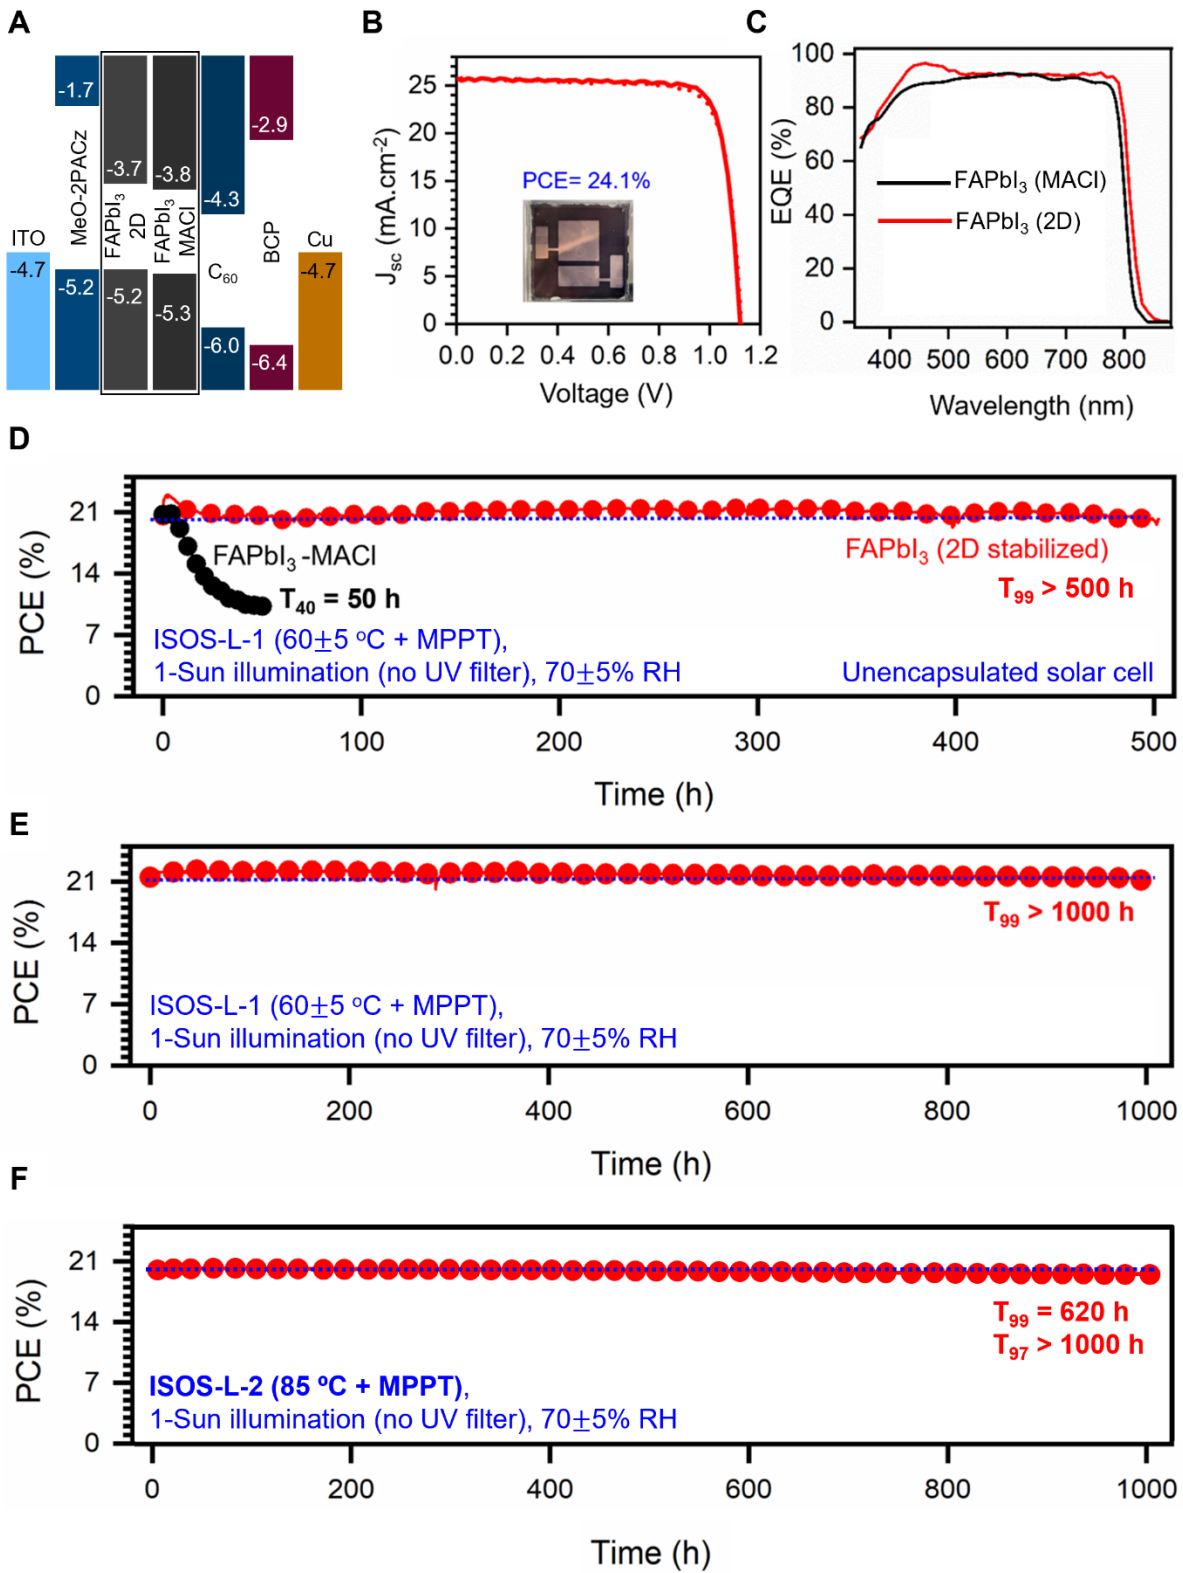 A
-1.7
-2.9
-3.7
-3.8
-4.3
MeO-2PACz
FAPbI₃
2D
FAPbI₃
MACl
C₆₀
BCP
ITO
Cu
-4.7
-5.2
-5.2
-5.3
-6.0
-6.4
-4.7
B
25
20
15
10
5
0
J_sc (mA.cm-2)
PCE= 24.1%
0.0 0.2 0.4 0.6 0.8 1.0 1.2
Voltage (V)
C
100
80
60
40
20
0
EQE (%)
FAPbI₃ (MACl)
FAPbI₃ (2D)
400 500 600 700 800
Wavelength (nm)
D
21
14
7
0
PCE (%)
FAPbI₃-MACl
T₄₀ = 50 h
FAPbI₃ (2D stabilized)
T₉₉ > 500 h
ISOS-L-1 (60±5 ºC + MPPT),
1-Sun illumination (no UV filter), 70±5% RH
Unencapsulated solar cell
0 100 200 300 400 500
Time (h)
E
21
14
7
0
PCE (%)
T₉₉ > 1000 h
ISOS-L-1 (60±5 ºC + MPPT),
1-Sun illumination (no UV filter), 70±5% RH
0 200 400 600 800 1000
Time (h)
F
21
14
7
0
PCE (%)
T₉₉ = 620 h
T₉₇ > 1000 h
ISOS-L-2 (85 ºC + MPPT),
1-Sun illumination (no UV filter), 70±5% RH
0 200 400 600 800 1000
Time (h)